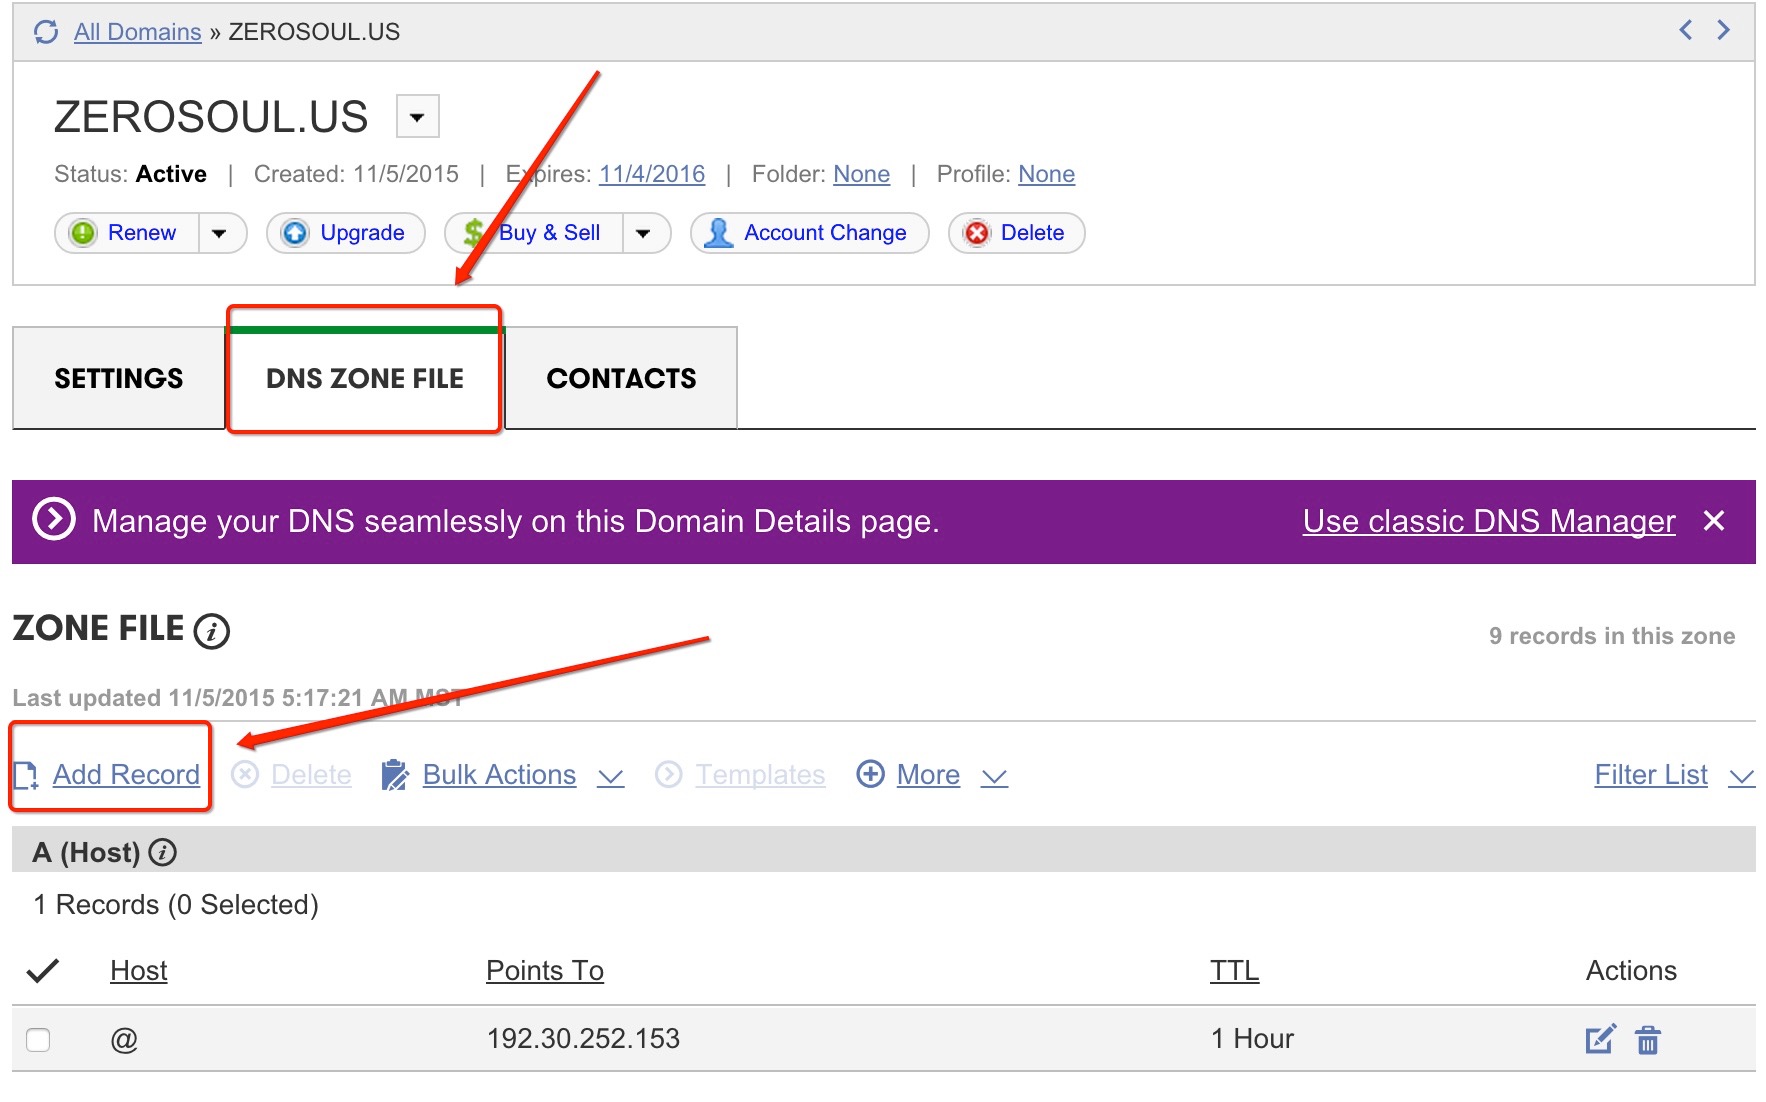 All Domains » ZEROSOUL.US
ZEROSOUL.US
Status: Active | Created: 11/5/2015 | Expires: 11/4/2016 | Folder: None | Profile: None
Renew Upgrade Buy & Sell Account Change Delete
SETTINGS DNS ZONE FILE CONTACTS
Manage your DNS seamlessly on this Domain Details page. Use classic DNS Manager
ZONE FILE
9 records in this zone
Last updated 11/5/2015 5:17:21 AM MST
Add Record Delete Bulk Actions Templates More Filter List
A (Host)
1 Records (0 Selected)
Host Points To TTL Actions
@ 192.30.252.153 1 Hour